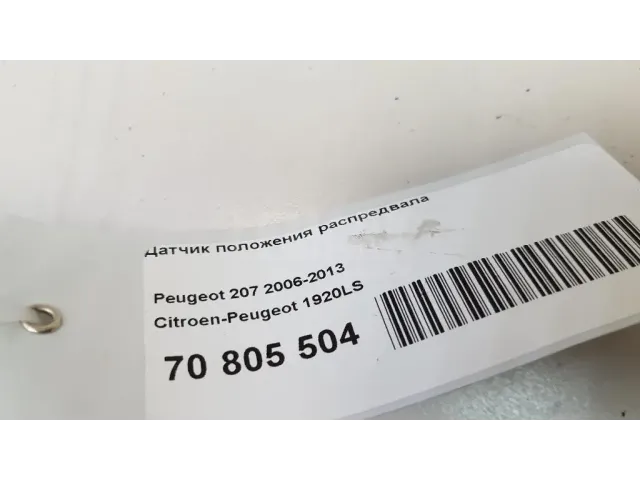 Датчик положения распредвала
Peugeot 207 2006-2013
Citroen-Peugeot 1920LS
70 805 504